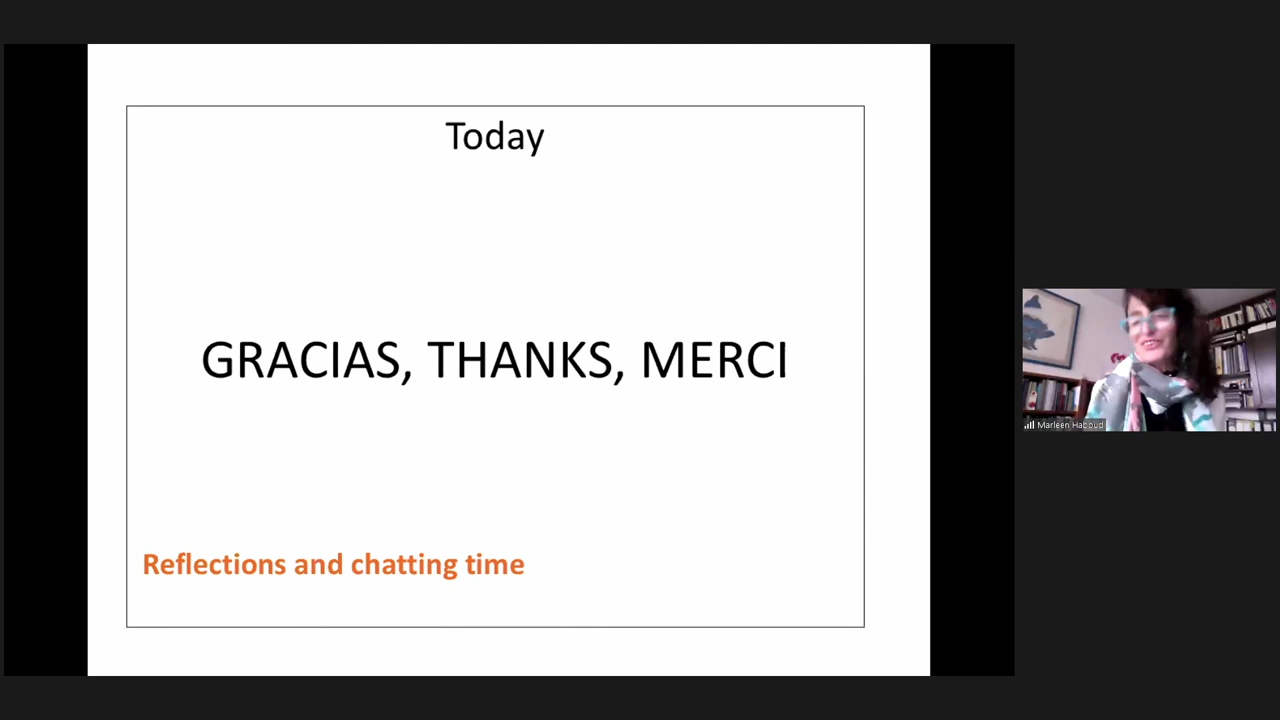 Today
GRACIAS, THANKS, MERCI
Reflections and chatting time
Marleen Haboud